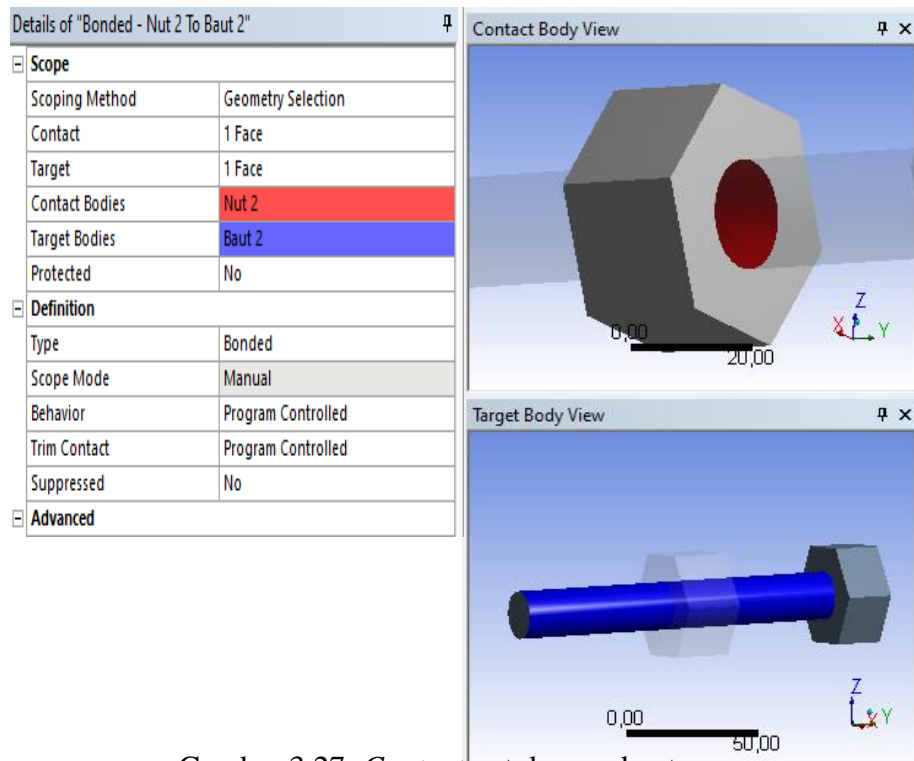 Details of "Bonded - Nut 2 To Baut 2"
Scope
Scoping Method Geometry Selection
Contact 1 Face
Target 1 Face
Contact Bodies Nut 2
Target Bodies Baut 2
Protected No
Definition
Type Bonded
Scope Mode Manual
Behavior Program Controlled
Trim Contact Program Controlled
Suppressed No
Advanced
Contact Body View
Z
X Y
0,00
20,00
Target Body View
Z
X Y
0,00
50,00
3.27